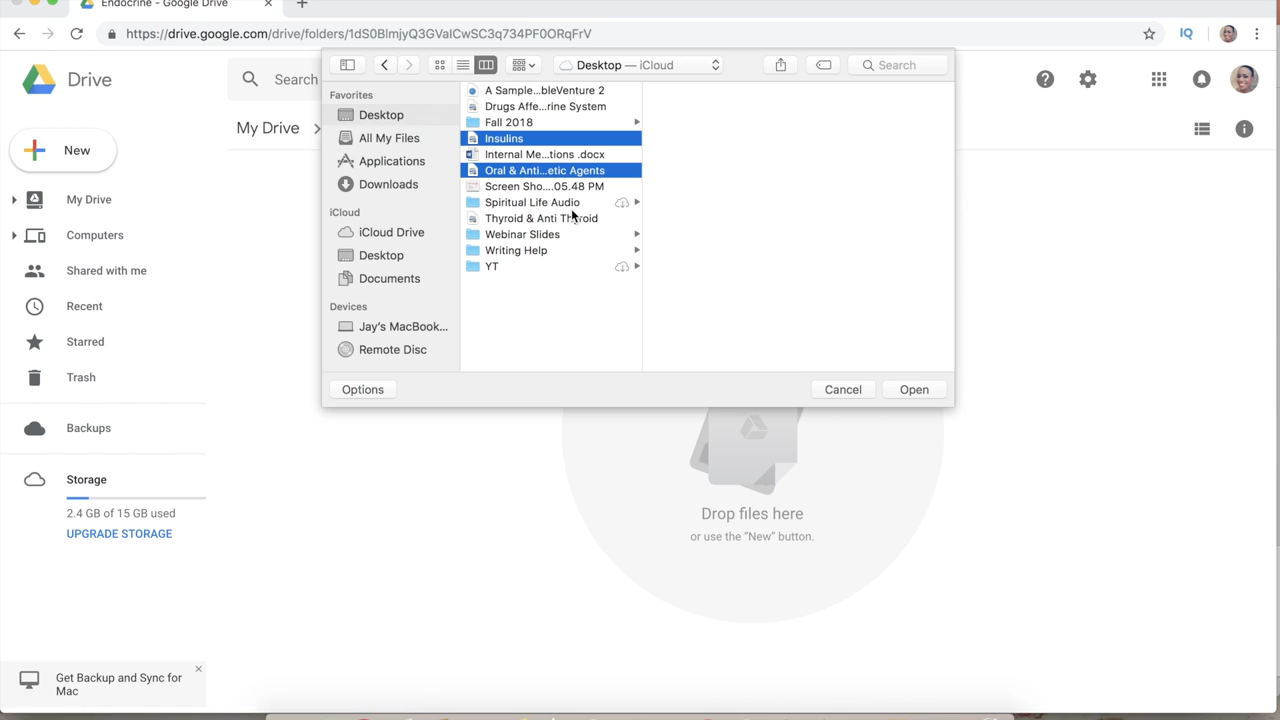 Endocrine - Google Drive
https://drive.google.com/drive/folders/1dS0BlmjyQ3GValCwSC3q734PF0ORqFrV
IQ
Drive
Search
My Drive
New
My Drive
Computers
Shared with me
Recent
Starred
Trash
Backups
Storage
2.4 GB of 15 GB used
UPGRADE STORAGE
Get Backup and Sync for
Mac
Desktop — iCloud
Search
Favorites
Desktop
All My Files
Applications
Downloads
iCloud
iCloud Drive
Desktop
Documents
Devices
Jay's MacBook...
Remote Disc
A Sample...bleVenture 2
Drugs Affe...rine System
Fall 2018
Insulins
Internal Me...tions .docx
Oral & Anti...etic Agents
Screen Sho....05.48 PM
Spiritual Life Audio
Thyroid & Anti Thyroid
Webinar Slides
Writing Help
YT
Options
Cancel
Open
Drop files here
or use the "New" button.